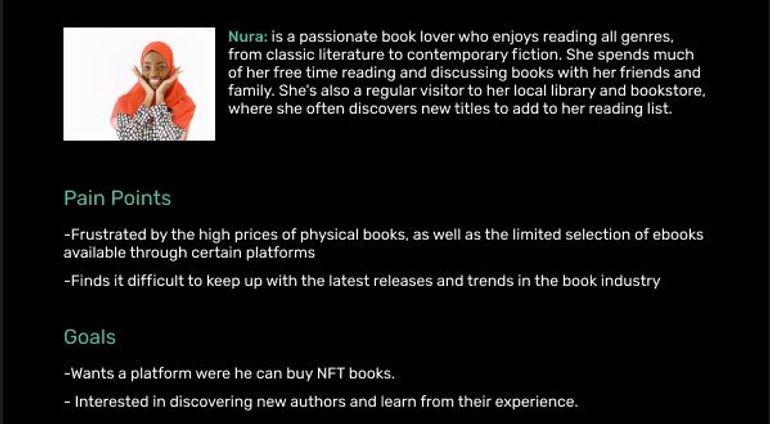 Nura: is a passionate book lover who enjoys reading all genres,
from classic literature to contemporary fiction. She spends much
of her free time reading and discussing books with her friends and
family. She's also a regular visitor to her local library and bookstore,
where she often discovers new titles to add to her reading list.
Pain Points
-Frustrated by the high prices of physical books, as well as the limited selection of ebooks
available through certain platforms
-Finds it difficult to keep up with the latest releases and trends in the book industry
Goals
-Wants a platform were he can buy NFT books.
- Interested in discovering new authors and learn from their experience.